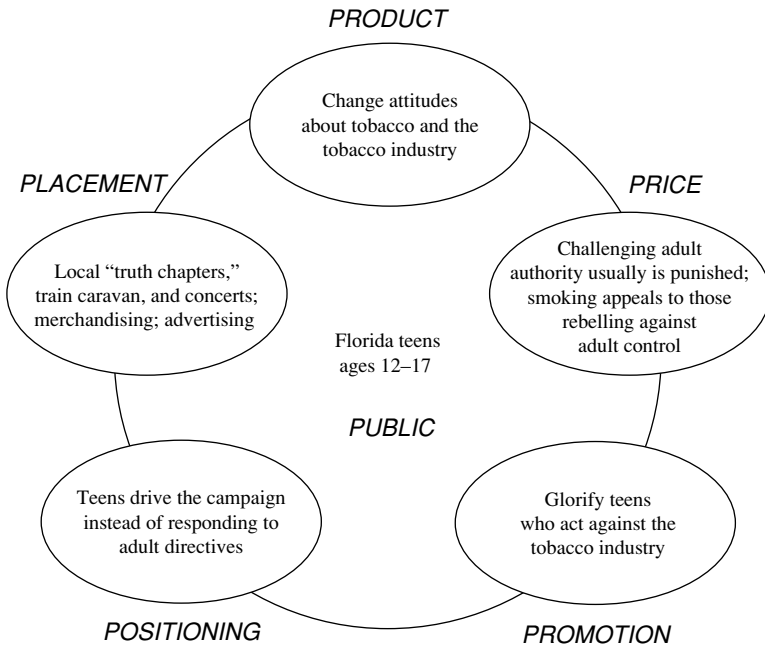 PRODUCT
Change attitudes
about tobacco and the
tobacco industry
PLACEMENT
Local “truth chapters,”
train caravan, and concerts;
merchandising; advertising
PRICE
Challenging adult
authority usually is punished;
smoking appeals to those
rebelling against
adult control
Florida teens
ages 12–17
PUBLIC
Teens drive the campaign
instead of responding to
adult directives
POSITIONING
Glorify teens
who act against the
tobacco industry
PROMOTION